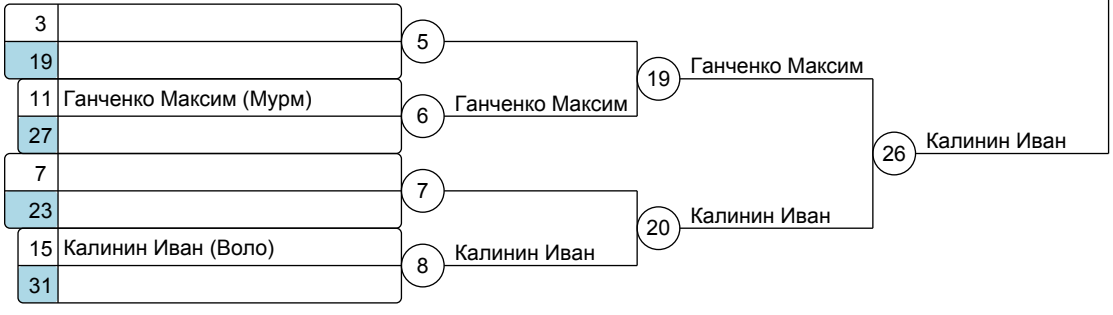 3
5
19
19
Ганченко Максим
11 Ганченко Максим (Мурм)
6
Ганченко Максим
27
26
Калинин Иван
7
7
23
20
Калинин Иван
15 Калинин Иван (Воло)
8
Калинин Иван
31